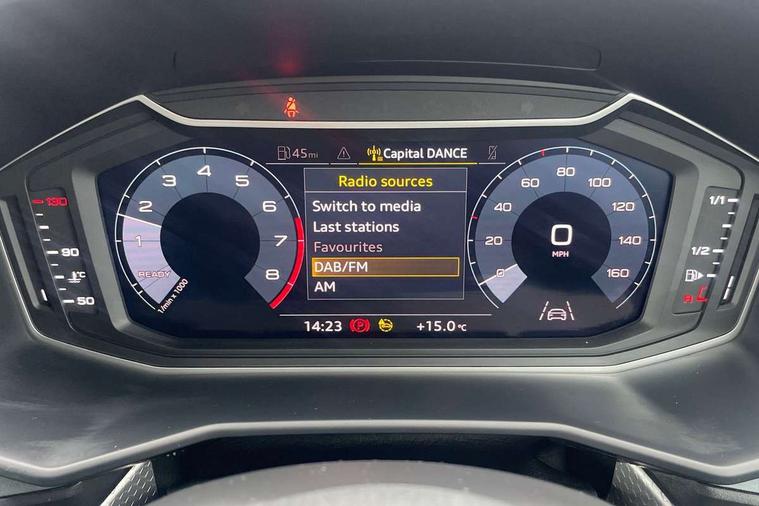 45mi
Capital DANCE
Radio sources
Switch to media
Last stations
Favourites
DAB/FM
AM
1
2
3
4
5
6
7
8
READY
1/min x 1000
0
20
40
60
80
100
120
140
160
0
MPH
14:23
P
+15.0°C
130
90
°C
50
1/1
1/2
R